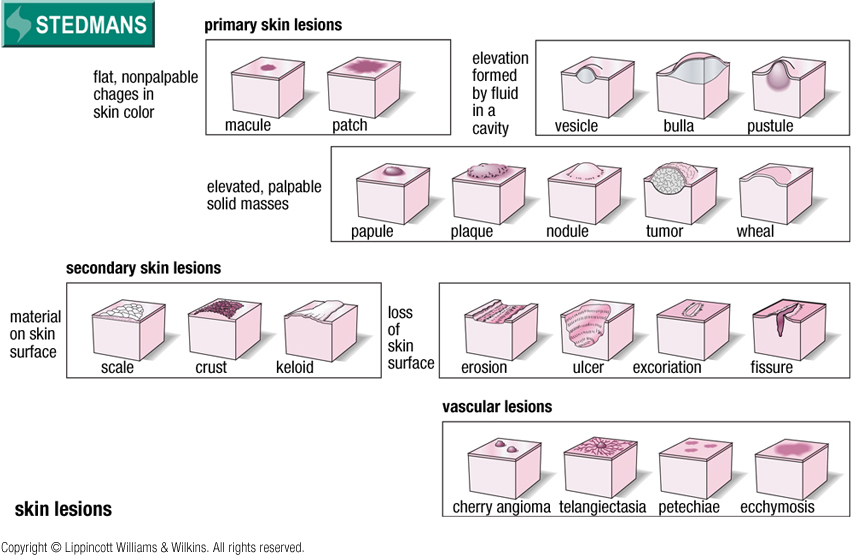 STEDMANS
primary skin lesions
flat, nonpalpable
chages in
skin color
macule
patch
elevation
formed
by fluid
in a
cavity
vesicle
bulla
pustule
elevated, palpable
solid masses
papule
plaque
nodule
tumor
wheal
secondary skin lesions
material
on skin
surface
scale
crust
keloid
loss
of
skin
surface
erosion
ulcer
excoriation
fissure
vascular lesions
cherry angioma
telangiectasia
petechiae
ecchymosis
skin lesions
Copyright © Lippincott Williams & Wilkins. All rights reserved.